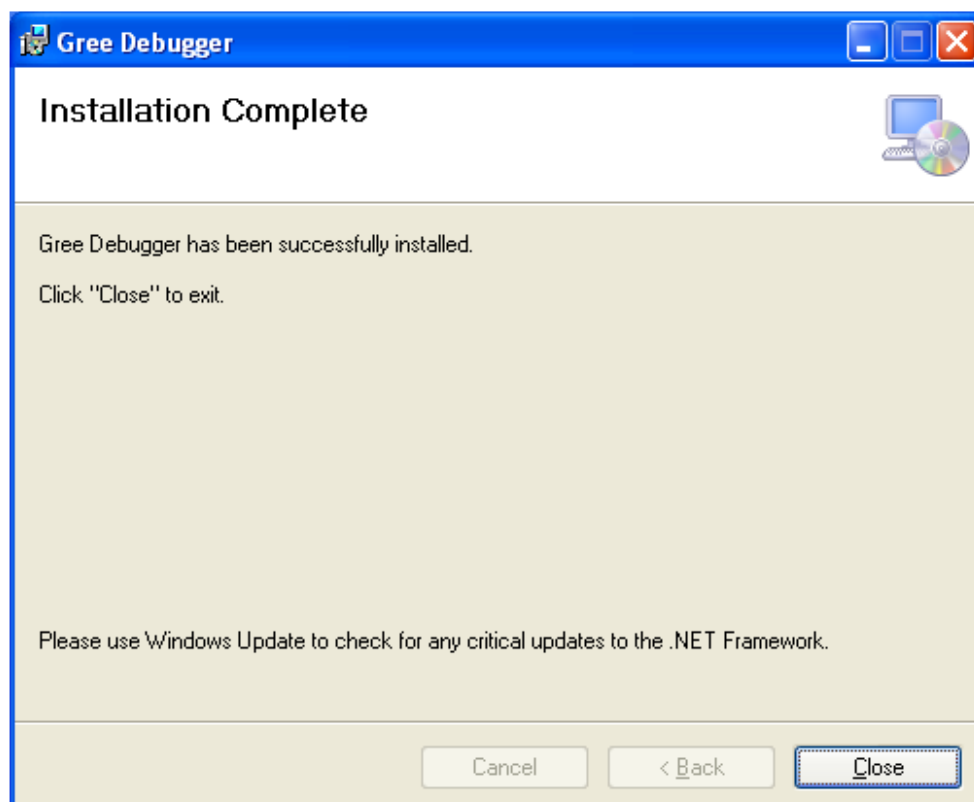 Gree Debugger
Installation Complete
Gree Debugger has been successfully installed.
Click "Close" to exit.
Please use Windows Update to check for any critical updates to the .NET Framework.
Cancel
< Back
Close